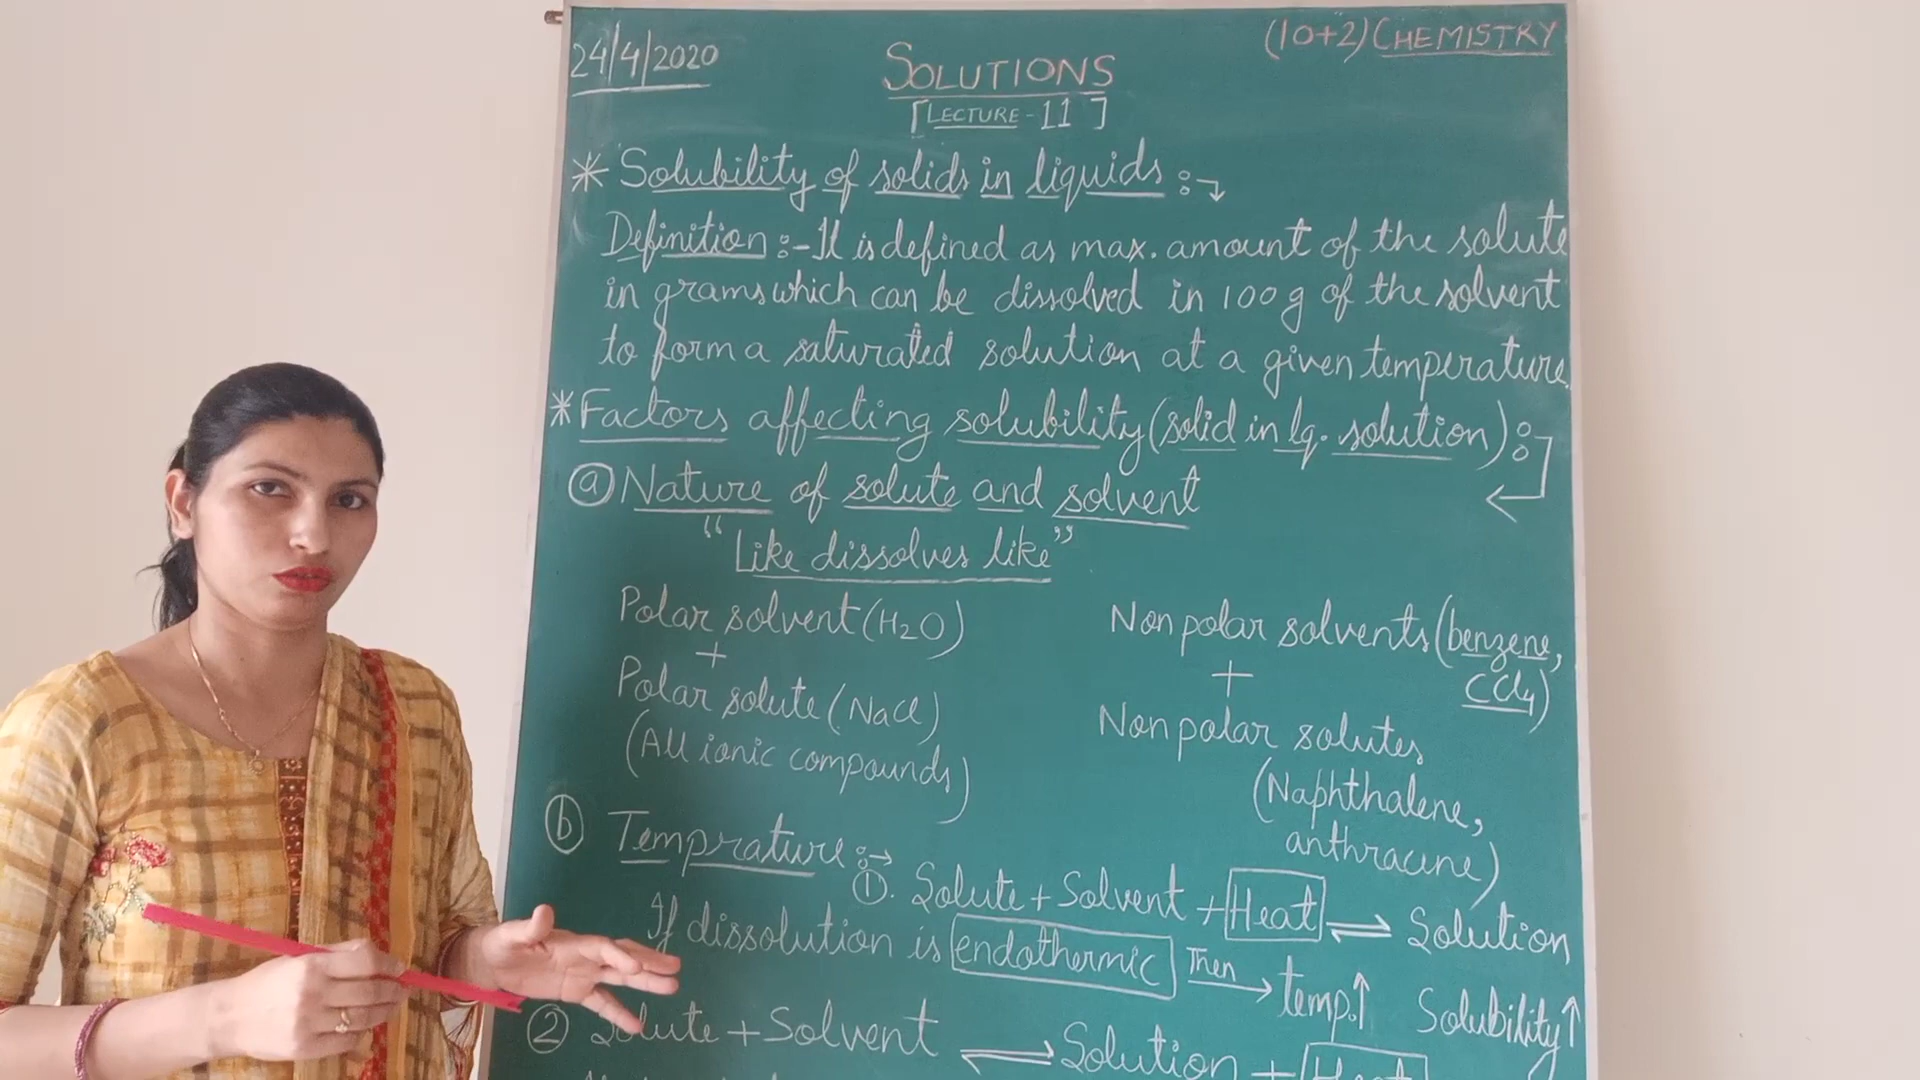 24/4/2020
(10+2) CHEMISTRY
SOLUTIONS
[LECTURE-11]
* Solubility of solids in liquids :
Definition :- It is defined as max. amount of the solute
in grams which can be dissolved in 100g of the solvent
to form a saturated solution at a given temperature.
* Factors affecting solubility (solid in lq. solution) :
(a) Nature of solute and solvent
"Like dissolves like"
Polar solvent (H₂O)
+
Polar solute (NaCl)
(All ionic compounds)
Non polar solvents (benzene,
CCl₄)
+
Non polar solutes
(Naphthalene,
anthracene)
(b) Temprature :→
①. Solute + Solvent + Heat ⇌ Solution
If dissolution is endothermic Then → temp.↑ Solubility↑
② Solute + Solvent ⇌ Solution + Heat